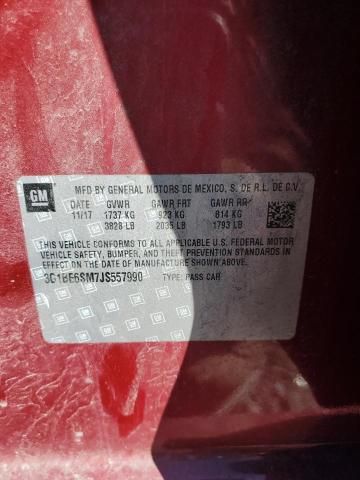 GM
MFD BY GENERAL MOTORS DE MEXICO, S. DE R.L. DE C.V.
11/17 GVWR GAWR FRT GAWR RR
1737 KG 923 KG 814 KG
3828 LB 2035 LB 1793 LB
THIS VEHICLE CONFORMS TO ALL APPLICABLE U.S. FEDERAL MOTOR
VEHICLE SAFETY, BUMPER, AND THEFT PREVENTION STANDARDS
IN EFFECT ON THE DATE OF MANUFACTURE SHOWN ABOVE.
3G1BE6SM7JS557990 TYPE: PASS CAR